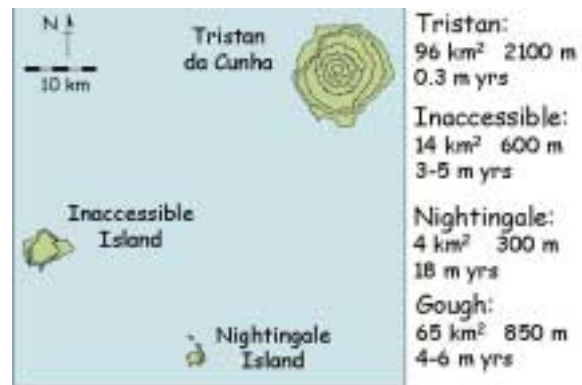 N
10 km
Tristan
da Cunha
Inaccessible
Island
Nightingale
Island
Tristan:
96 km² 2100 m
0.3 m yrs
Inaccessible:
14 km² 600 m
3-5 m yrs
Nightingale:
4 km² 300 m
18 m yrs
Gough:
65 km² 850 m
4-6 m yrs